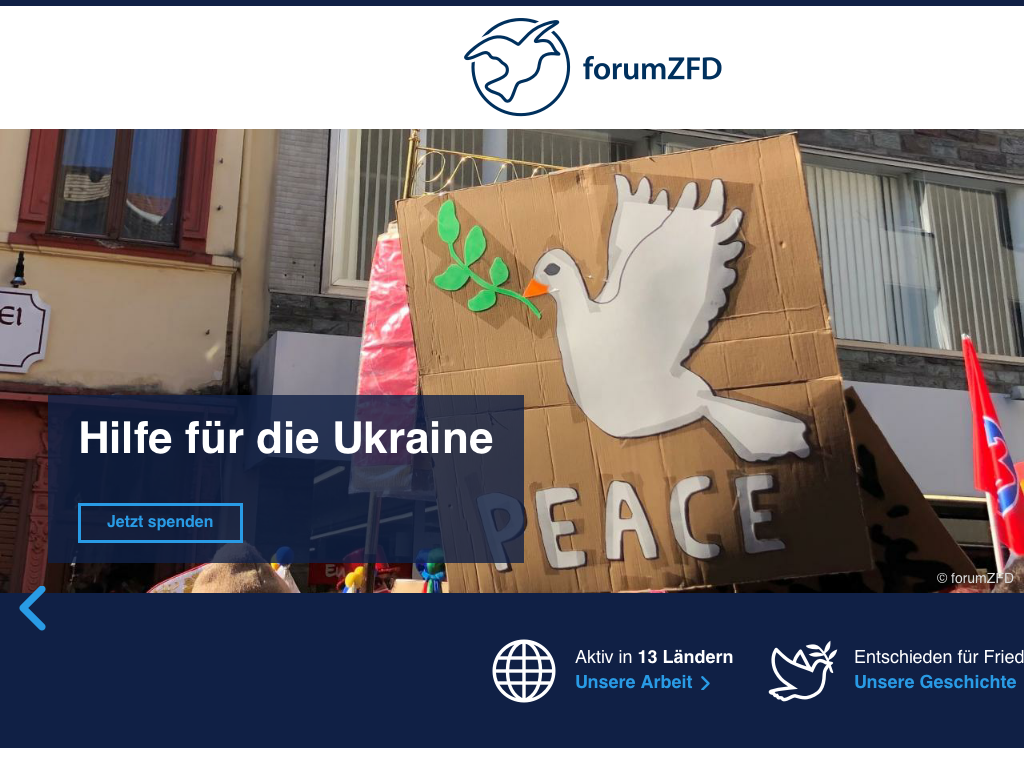 forumZFD
EI
PEACE
Hilfe für die Ukraine
Jetzt spenden
© forumZFD
Aktiv in 13 Ländern
Entschieden für Fried
Unsere Arbeit
Unsere Geschichte